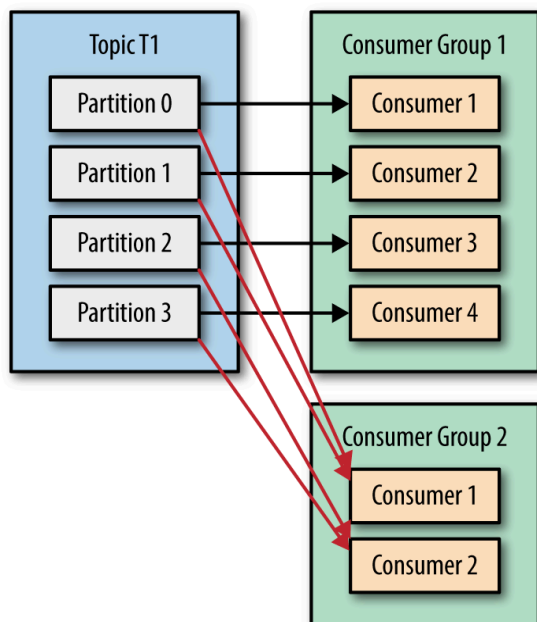 Topic T1
Partition 0
Partition 1
Partition 2
Partition 3
Consumer Group 1
Consumer 1
Consumer 2
Consumer 3
Consumer 4
Consumer Group 2
Consumer 1
Consumer 2